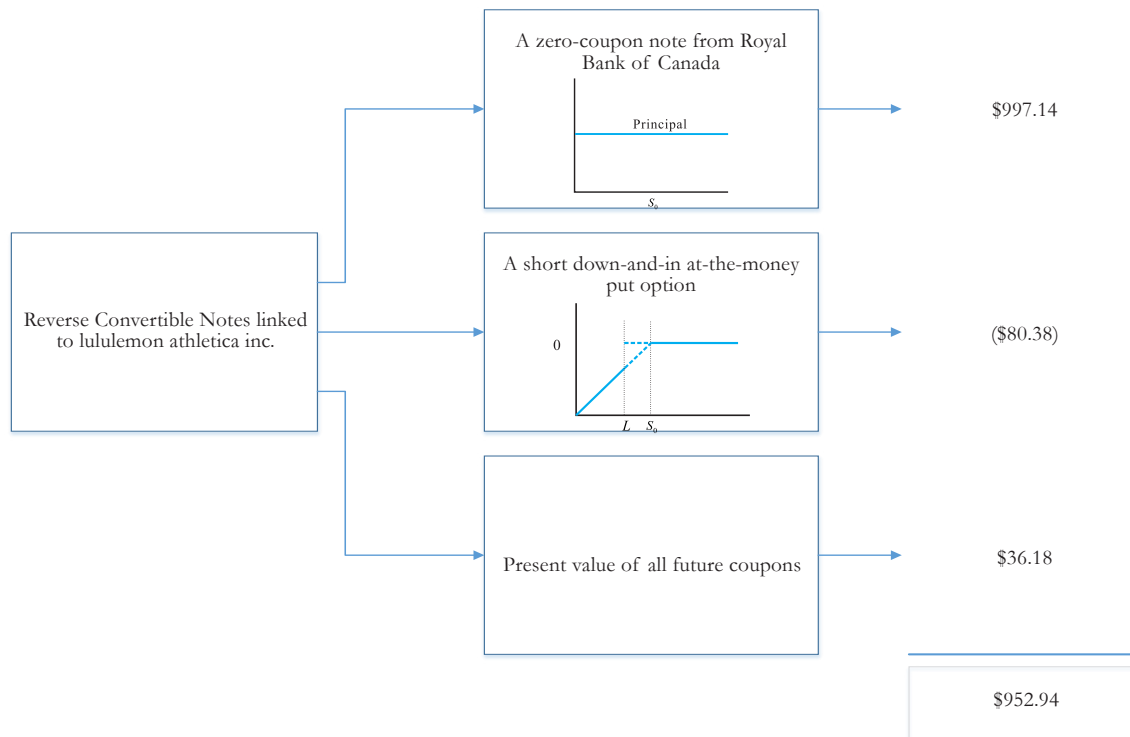 A zero-coupon note from Royal
Bank of Canada
Principal
S₀
$997.14
Reverse Convertible Notes linked
to lululemon athletica inc.
A short down-and-in at-the-money
put option
0
L S₀
($80.38)
Present value of all future coupons
$36.18
$952.94